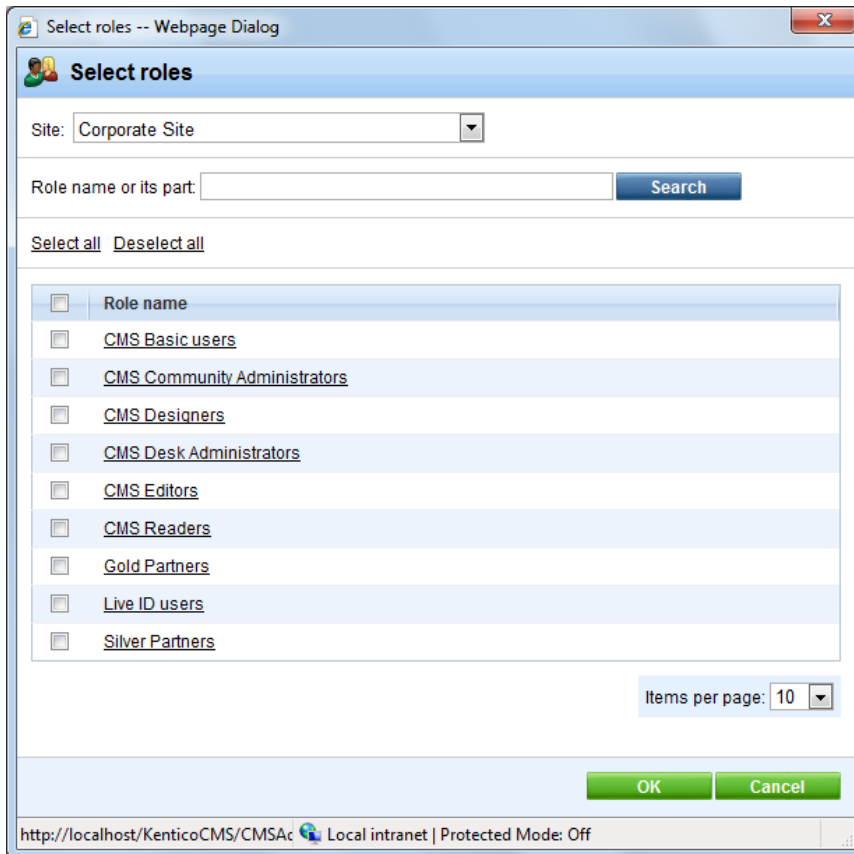 Select roles -- Webpage Dialog
Select roles
Site: Corporate Site
Role name or its part: Search
Select all Deselect all
Role name
CMS Basic users
CMS Community Administrators
CMS Designers
CMS Desk Administrators
CMS Editors
CMS Readers
Gold Partners
Live ID users
Silver Partners
Items per page: 10
OK Cancel
http://localhost/KenticoCMS/CMSAc Local intranet | Protected Mode: Off